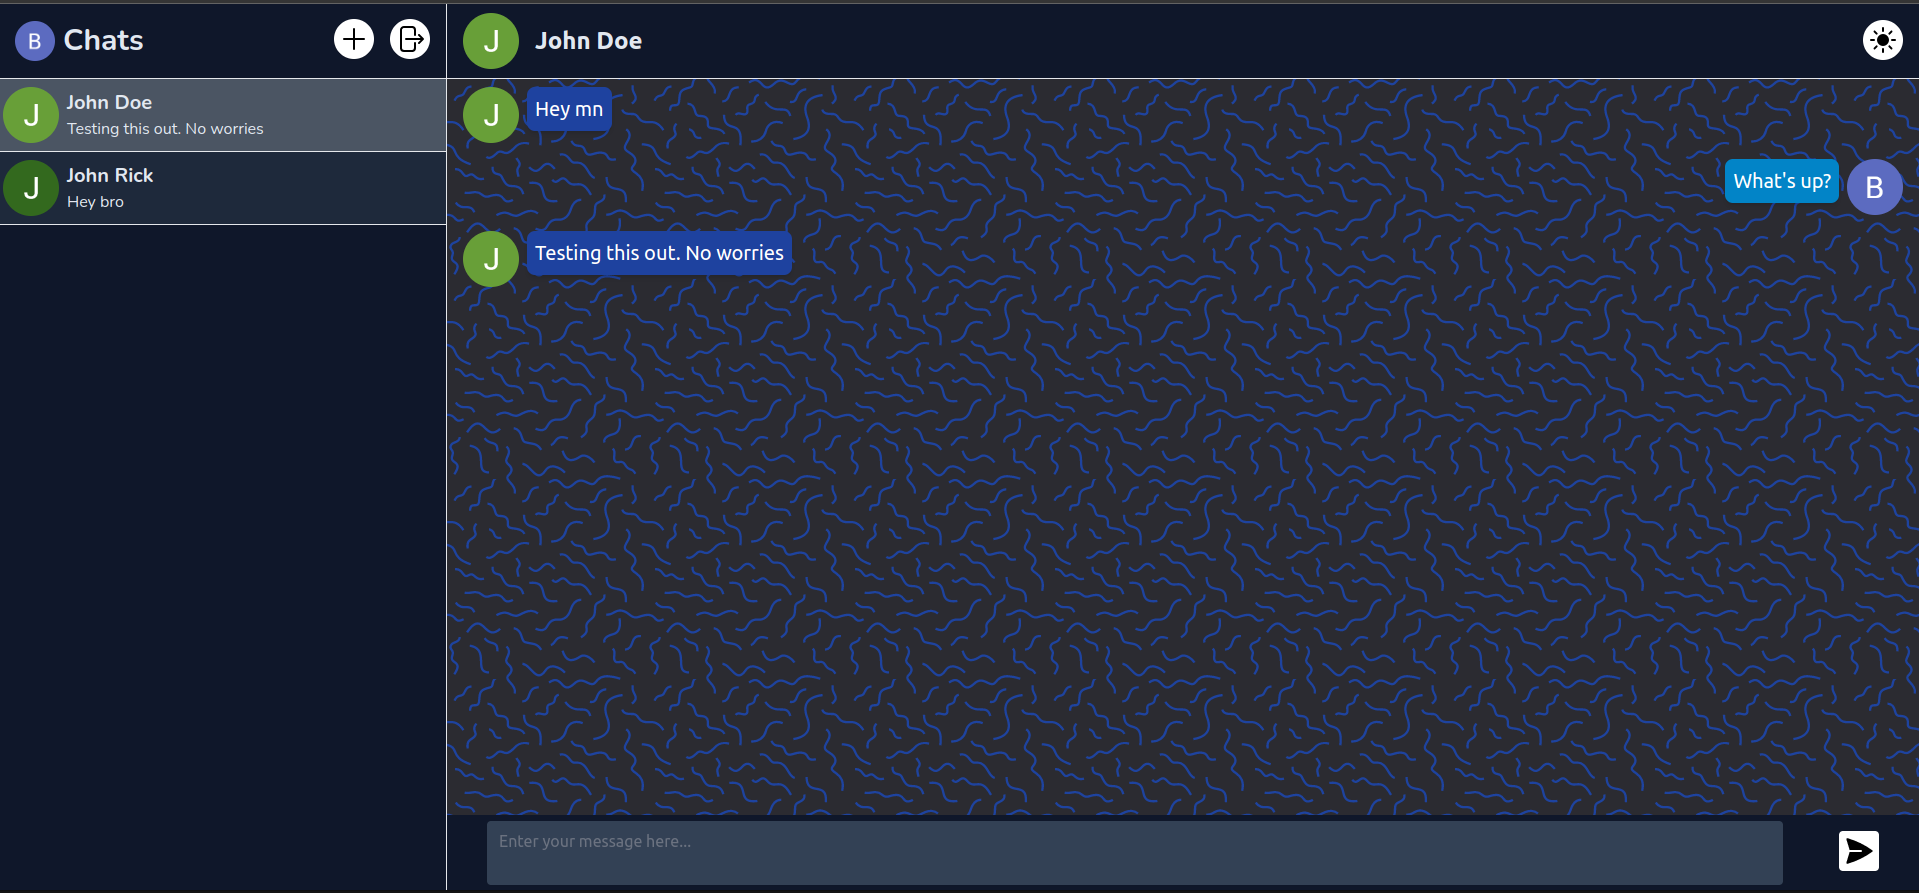 B Chats
J John Doe
Testing this out. No worries
J John Rick
Hey bro
J John Doe
J Hey mn
What's up? B
J Testing this out. No worries
Enter your message here...